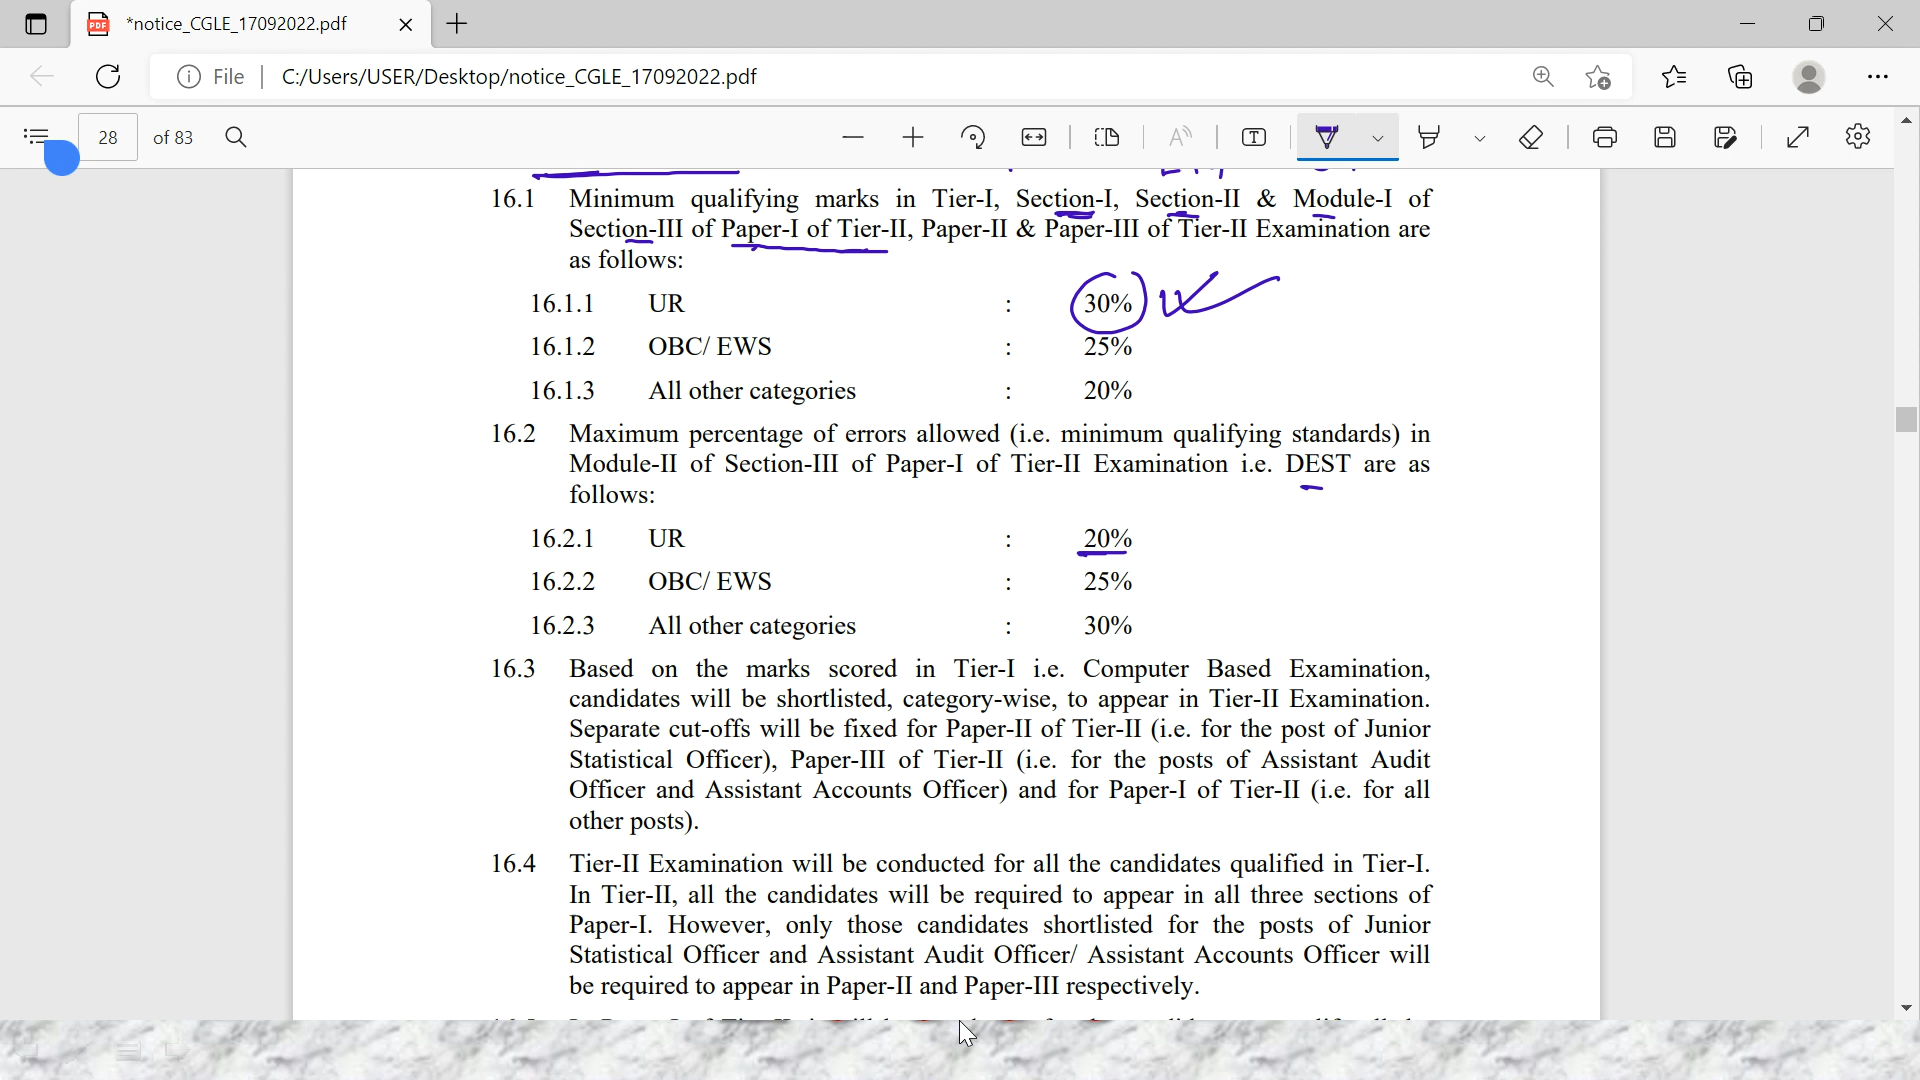 *notice_CGLE_17092022.pdf
File
C:/Users/USER/Desktop/notice_CGLE_17092022.pdf
28 of 83
16.1 Minimum qualifying marks in Tier-I, Section-I, Section-II & Module-I of
Section-III of Paper-I of Tier-II, Paper-II & Paper-III of Tier-II Examination are
as follows:
16.1.1 UR : 30%
16.1.2 OBC/ EWS : 25%
16.1.3 All other categories : 20%
16.2 Maximum percentage of errors allowed (i.e. minimum qualifying standards) in
Module-II of Section-III of Paper-I of Tier-II Examination i.e. DEST are as
follows:
16.2.1 UR : 20%
16.2.2 OBC/ EWS : 25%
16.2.3 All other categories : 30%
16.3 Based on the marks scored in Tier-I i.e. Computer Based Examination,
candidates will be shortlisted, category-wise, to appear in Tier-II Examination.
Separate cut-offs will be fixed for Paper-II of Tier-II (i.e. for the post of Junior
Statistical Officer), Paper-III of Tier-II (i.e. for the posts of Assistant Audit
Officer and Assistant Accounts Officer) and for Paper-I of Tier-II (i.e. for all
other posts).
16.4 Tier-II Examination will be conducted for all the candidates qualified in Tier-I.
In Tier-II, all the candidates will be required to appear in all three sections of
Paper-I. However, only those candidates shortlisted for the posts of Junior
Statistical Officer and Assistant Audit Officer/ Assistant Accounts Officer will
be required to appear in Paper-II and Paper-III respectively.